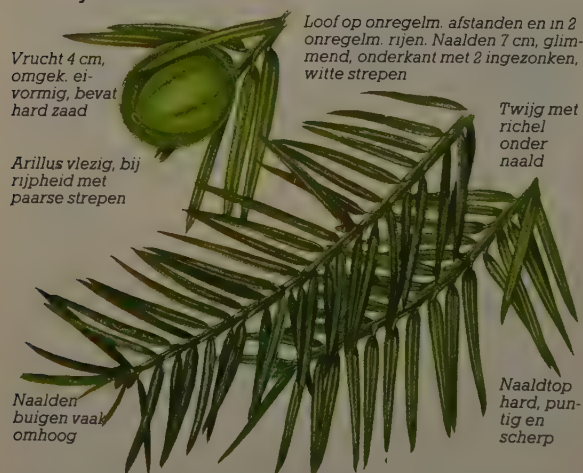 Vrucht 4 cm,
omgek. ei-
vormig, bevat
hard zaad
Loof op onregelm. afstanden en in 2
onregelm. rijen. Naalden 7 cm, glim-
mend, onderkant met 2 ingezonken,
witte strepen
Arillus vlezig, bij
rijpheid met
paarse strepen
Twijg met
richel
onder
naald
Naalden
buigen vaak
omhoog
Naaldtop
hard, pun-
tig en
scherp